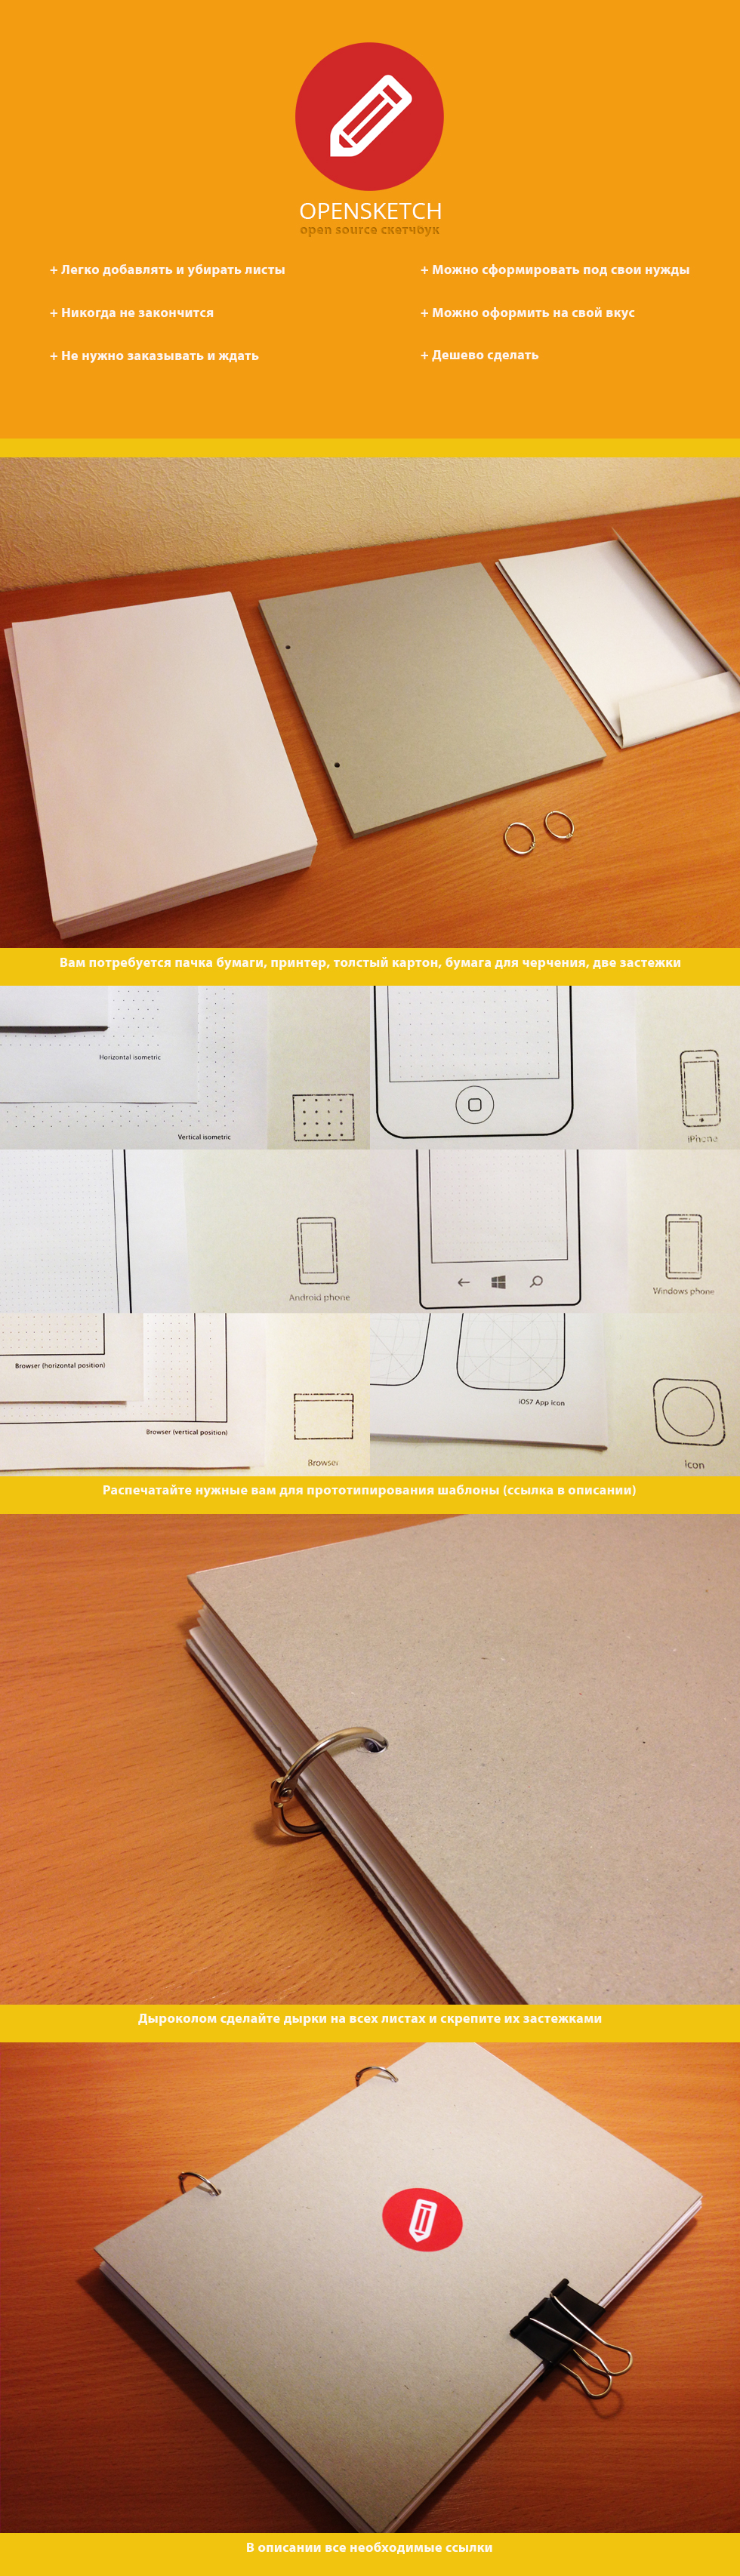 OPENSKETCH
open source скетчбук
+ Легко добавлять и убирать листы
+ Можно сформировать под свои нужды
+ Никогда не закончится
+ Можно оформить на свой вкус
+ Не нужно заказывать и ждать
+ Дешево сделать
Вам потребуется пачка бумаги, принтер, толстый картон, бумага для черчения, две застежки
Horizontal isometric
Vertical isometric
iPhone
Android phone
Windows phone
Browser (horizontal position)
Browser (vertical position)
Browser
iOS7 App icon
Icon
Распечатайте нужные вам для прототипирования шаблоны (ссылка в описании)
Дыроколом сделайте дырки на всех листах и скрепите их застежками
В описании все необходимые ссылки